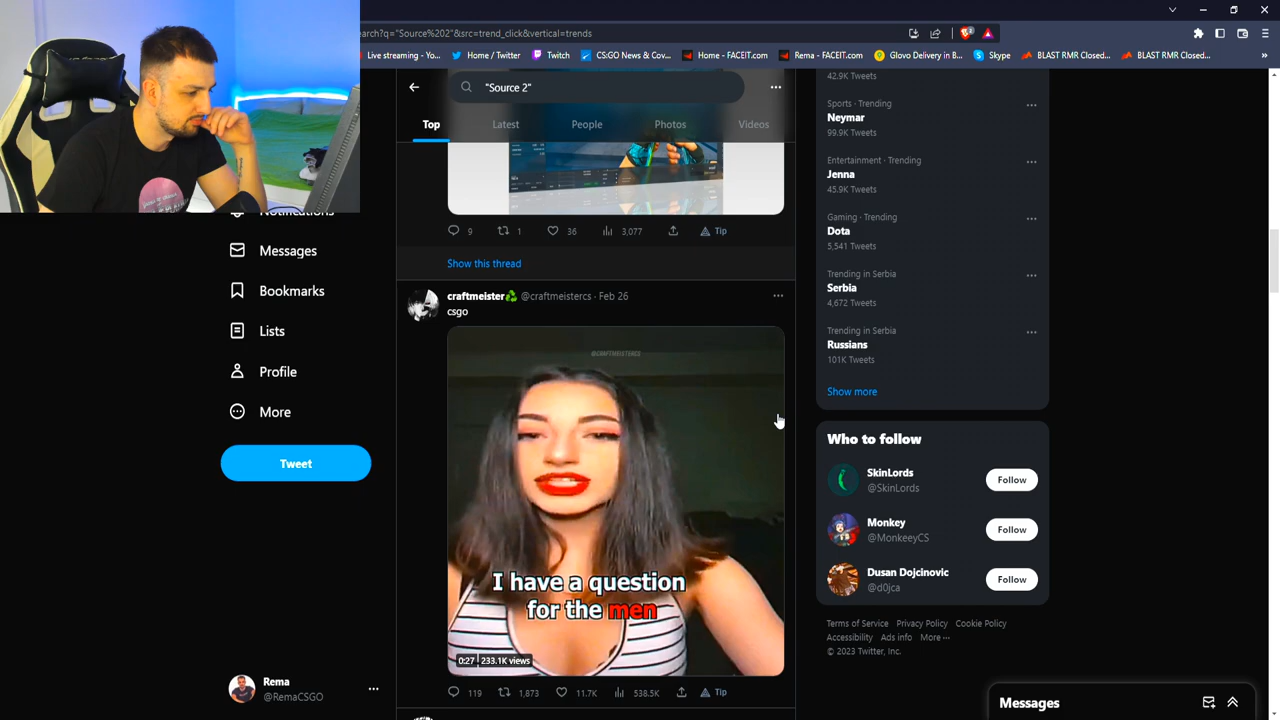 earch?q="Source%202"&src=trend_click&vertical=trends
Live streaming - Yo...
Home / Twitter
Twitch
CS:GO News & Cov...
Home - FACEIT.com
Rema - FACEIT.com
Glovo Delivery in B...
Skype
BLAST RMR Closed...
BLAST RMR Closed...
"Source 2"
Top
Latest
People
Photos
Videos
9
1
36
3,077
Tip
Show this thread
craftmeister @craftmeistercs · Feb 26
csgo
@CRAFTMEISTERCS
I have a question
for the men
0:27 233.1K views
119
1,873
11.7K
538.5K
Tip
Notifications
Messages
Bookmarks
Lists
Profile
More
Tweet
Rema
@RemaCSGO
42.9K Tweets
Sports · Trending
Neymar
99.9K Tweets
Entertainment · Trending
Jenna
45.9K Tweets
Gaming · Trending
Dota
5,541 Tweets
Trending in Serbia
Serbia
4,672 Tweets
Trending in Serbia
Russians
101K Tweets
Show more
Who to follow
SkinLords
@SkinLords
Follow
Monkey
@MonkeeyCS
Follow
Dusan Dojcinovic
@d0jca
Follow
Terms of Service Privacy Policy Cookie Policy
Accessibility Ads info More
© 2023 Twitter, Inc.
Messages